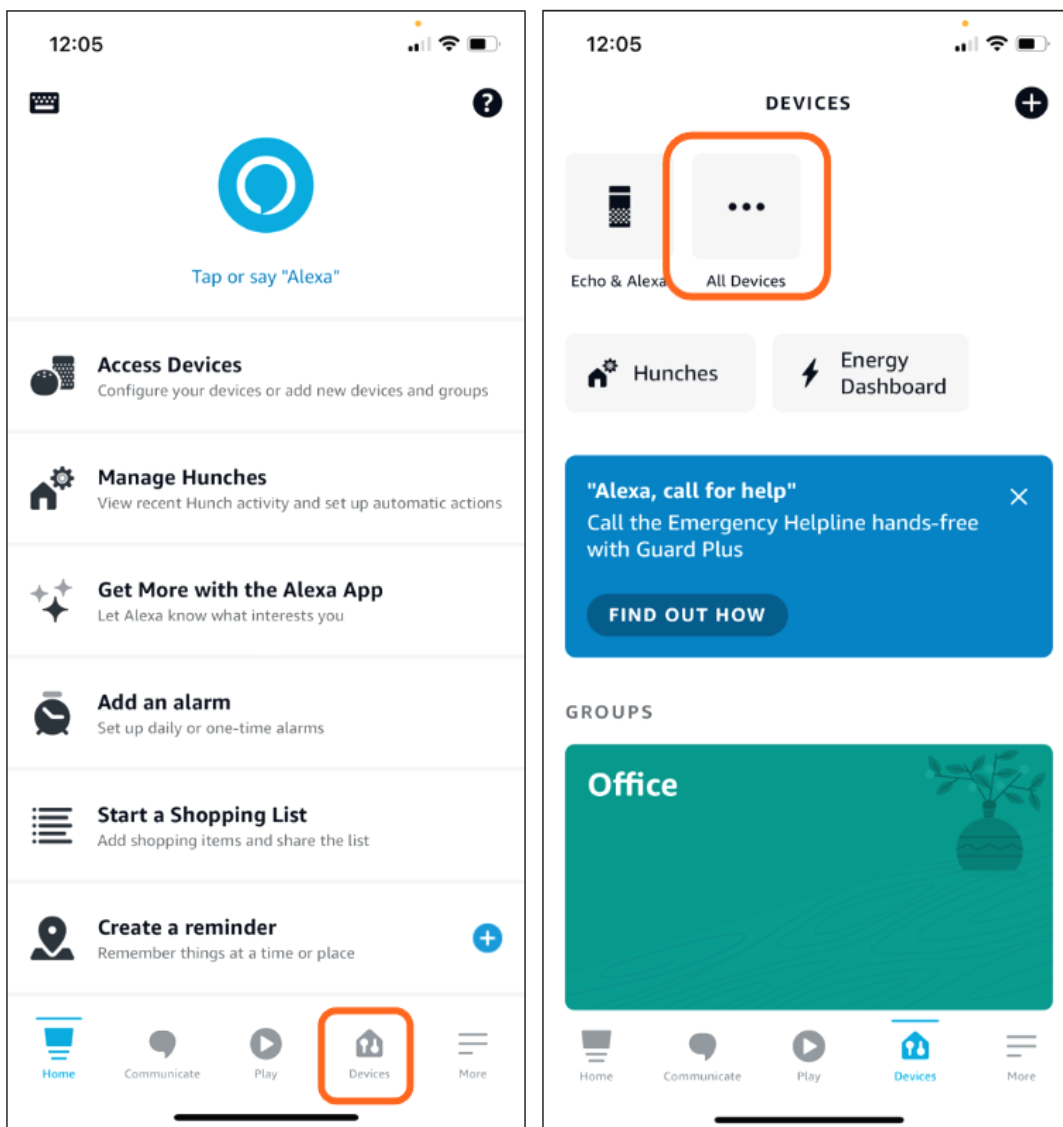 12:05
Tap or say "Alexa"
Access Devices
Configure your devices or add new devices and groups
Manage Hunches
View recent Hunch activity and set up automatic actions
Get More with the Alexa App
Let Alexa know what interests you
Add an alarm
Set up daily or one-time alarms
Start a Shopping List
Add shopping items and share the list
Create a reminder
Remember things at a time or place
Home Communicate Play Devices More
12:05
DEVICES
Echo & Alexa All Devices
Hunches
Energy
Dashboard
"Alexa, call for help"
Call the Emergency Helpline hands-free
with Guard Plus
FIND OUT HOW
GROUPS
Office
Home Communicate Play Devices More